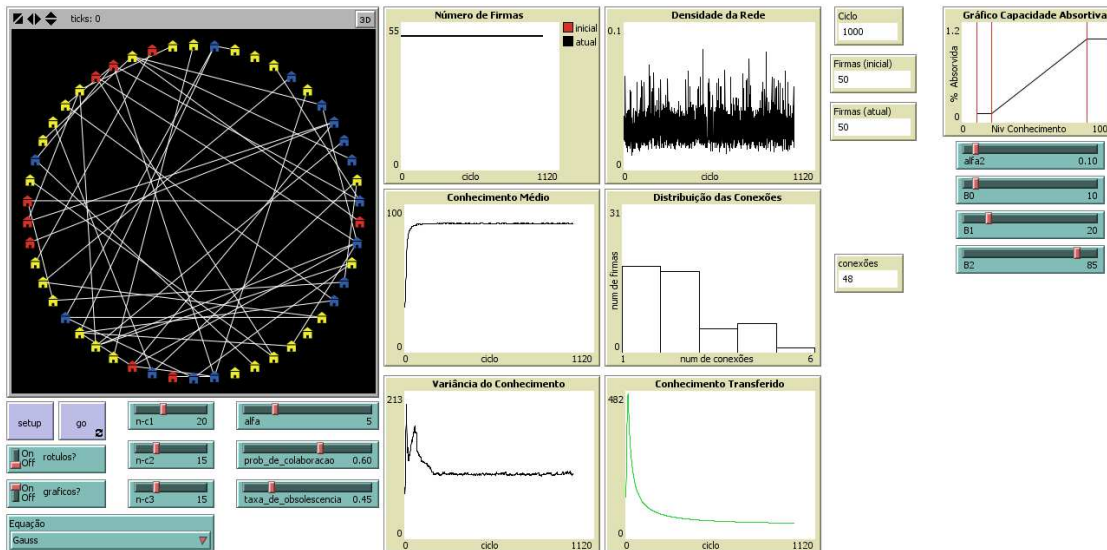 ticks: 0
3D
Número de Firmas
55
0
0
ciclo
1120
inicial
atual
Densidade da Rede
0.1
0
0
ciclo
1120
Ciclo
1000
Firmas (inicial)
50
Firmas (atual)
50
Gráfico Capacidade Absortiva
1.2
% Absorvida
0
0
Niv Conhecimento
100
alfa2
0.10
B0
10
B1
20
B2
85
Conhecimento Médio
100
0
0
ciclo
1120
Distribuição das Conexões
31
num de firmas
0
1
num de conexões
6
conexões
48
Variância do Conhecimento
213
0
0
ciclo
1120
Conhecimento Transferido
482
0
0
ciclo
1120
setup
go
On
Off
rotulos?
On
Off
graficos?
n-c1
20
n-c2
15
n-c3
15
alfa
5
prob_de_colaboracao
0.60
taxa_de_obsolescencia
0.45
Equação
Gauss